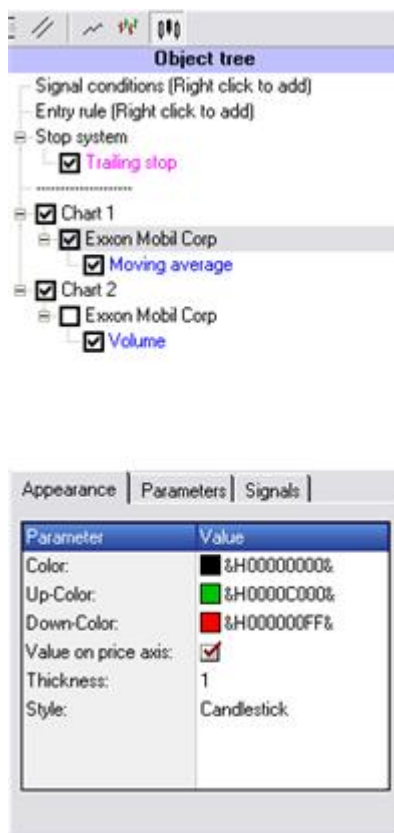 Object tree
Signal conditions (Right click to add)
Entry rule (Right click to add)
Stop system
Trailing stop
Chart 1
Exxon Mobil Corp
Moving average
Chart 2
Exxon Mobil Corp
Volume
Appearance Parameters Signals
Parameter Value
Color: &H00000000&
Up-Color: &H0000C000&
Down-Color: &H000000FF&
Value on price axis:
Thickness: 1
Style: Candlestick